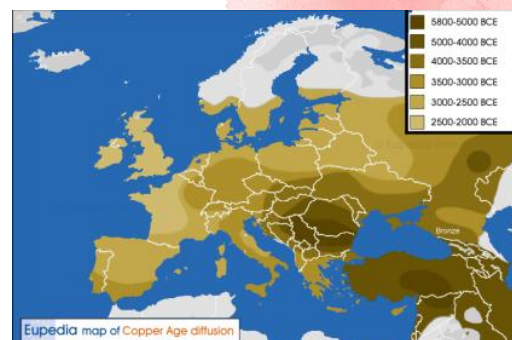 5800-5000 BCE
5000-4000 BCE
4000-3500 BCE
3500-3000 BCE
3000-2500 BCE
2500-2000 BCE
Bronze
Eupedia map of Copper Age diffusion